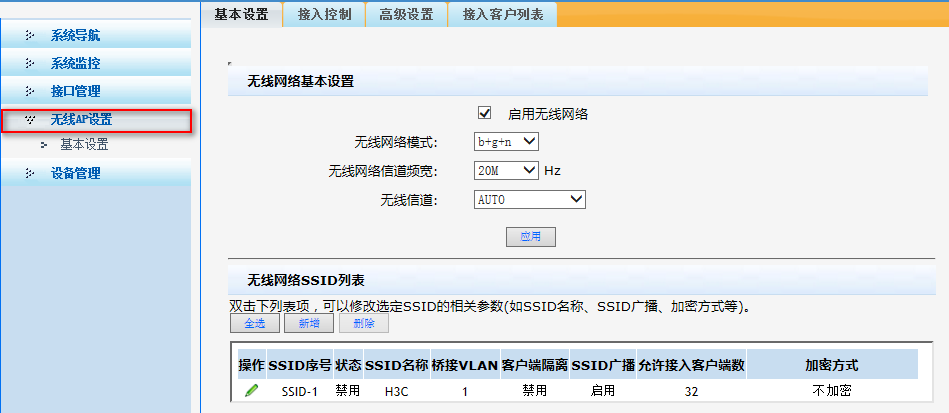 基本设置 接入控制 高级设置 接入客户列表
系统导航
系统监控
接口管理
无线AP设置
基本设置
设备管理
无线网络基本设置
启用无线网络
无线网络模式: b+g+n
无线网络信道频宽: 20M Hz
无线信道: AUTO
应用
无线网络SSID列表
双击下列表项，可以修改选定SSID的相关参数(如SSID名称、SSID广播、加密方式等)。
全选 新增 删除
操作 SSID序号 状态 SSID名称 桥接VLAN 客户端隔离 SSID广播 允许接入客户端数 加密方式
SSID-1 禁用 H3C 1 禁用 启用 32 不加密